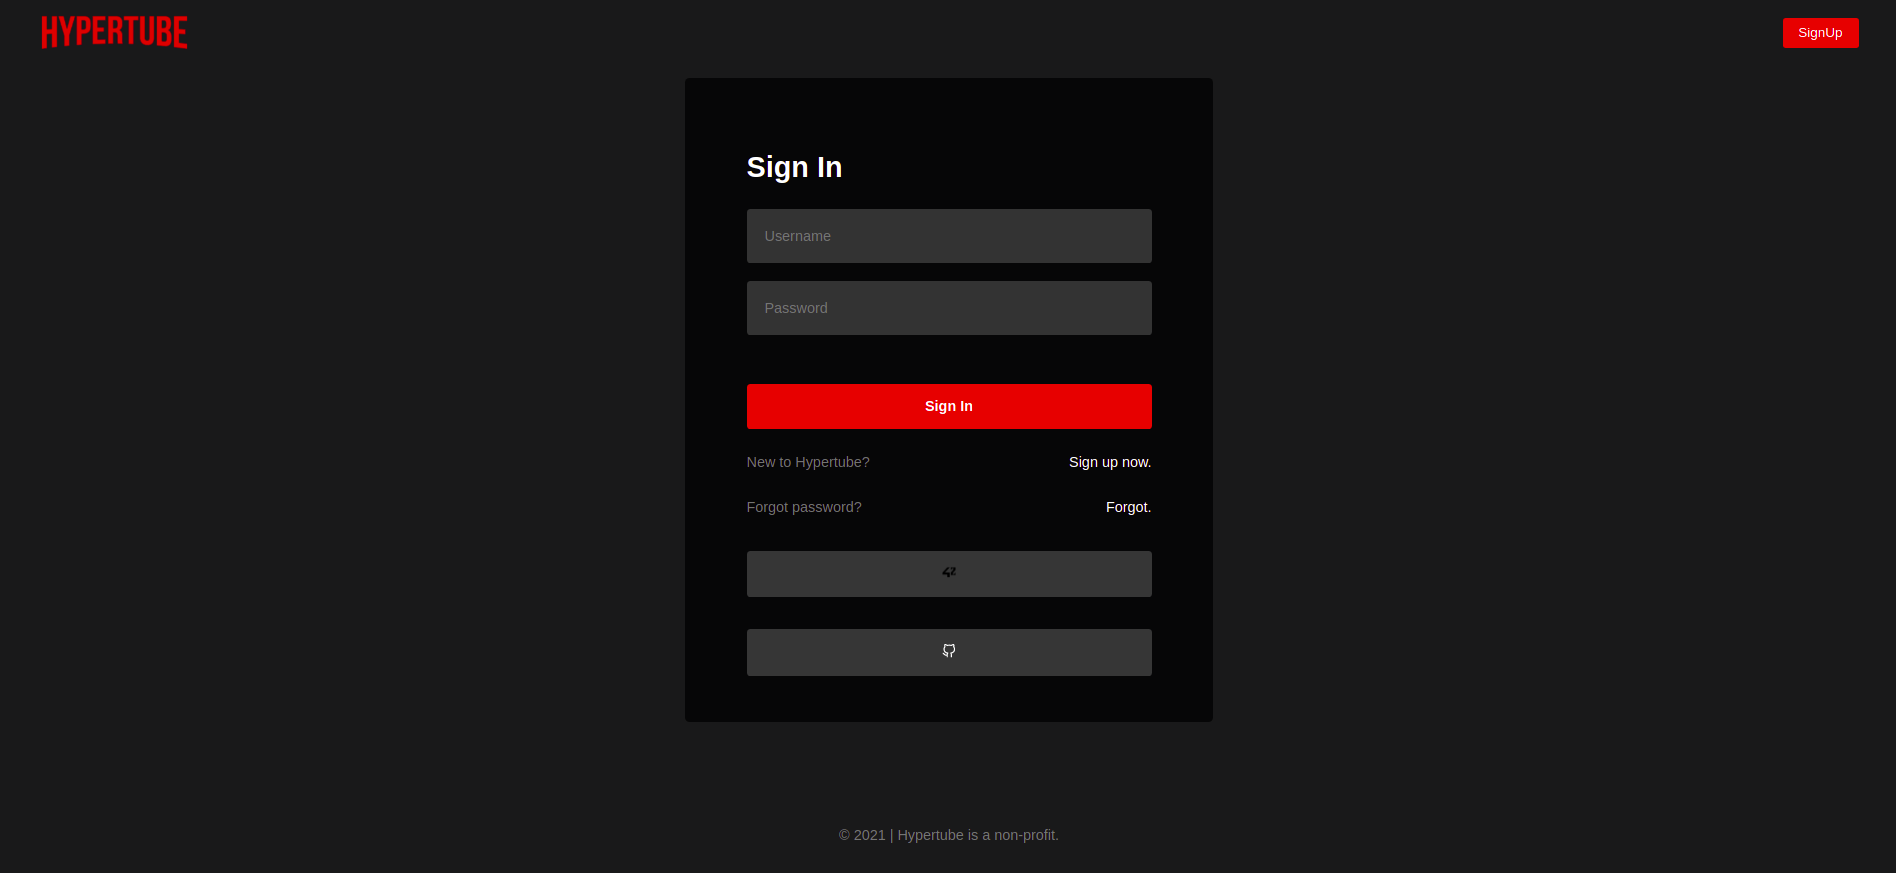 HYPERTUBE
SignUp
Sign In
Username
Password
Sign In
New to Hypertube? Sign up now.
Forgot password? Forgot.
42
© 2021 | Hypertube is a non-profit.